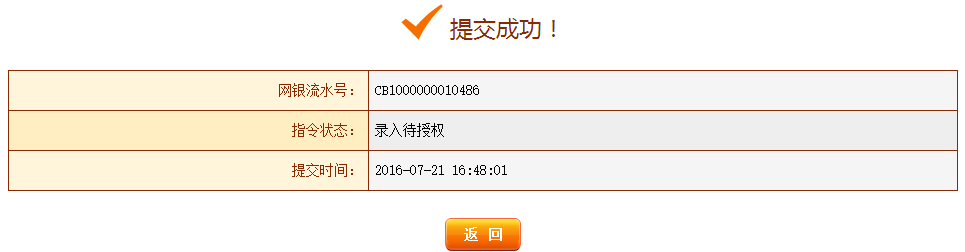 提交成功！
网银流水号： CB1000000010486
指令状态： 录入待授权
提交时间： 2016-07-21 16:48:01
返 回